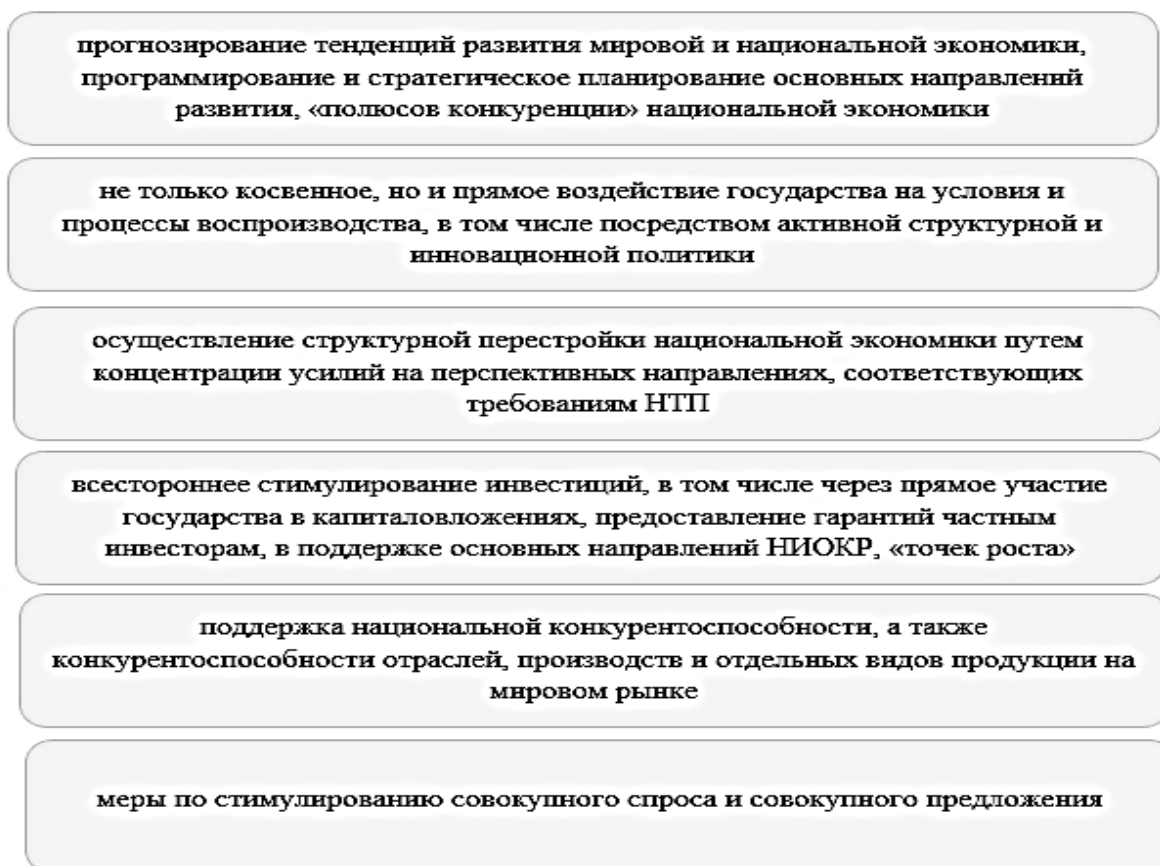 прогнозирование тенденций развития мировой и национальной экономики,
программирование и стратегическое планирование основных направлений
развития, «полюсов конкуренции» национальной экономики
не только косвенное, но и прямое воздействие государства на условия и
процессы воспроизводства, в том числе посредством активной структурной и
инновационной политики
осуществление структурной перестройки национальной экономики путем
концентрации усилий на перспективных направлениях, соответствующих
требованиям НТП
всестороннее стимулирование инвестиций, в том числе через прямое участие
государства в капиталовложениях, предоставление гарантий частным
инвесторам, в поддержке основных направлений НИОКР, «точек роста»
поддержка национальной конкурентоспособности, а также
конкурентоспособности отраслей, производств и отдельных видов продукции на
мировом рынке
меры по стимулированию совокупного спроса и совокупного предложения